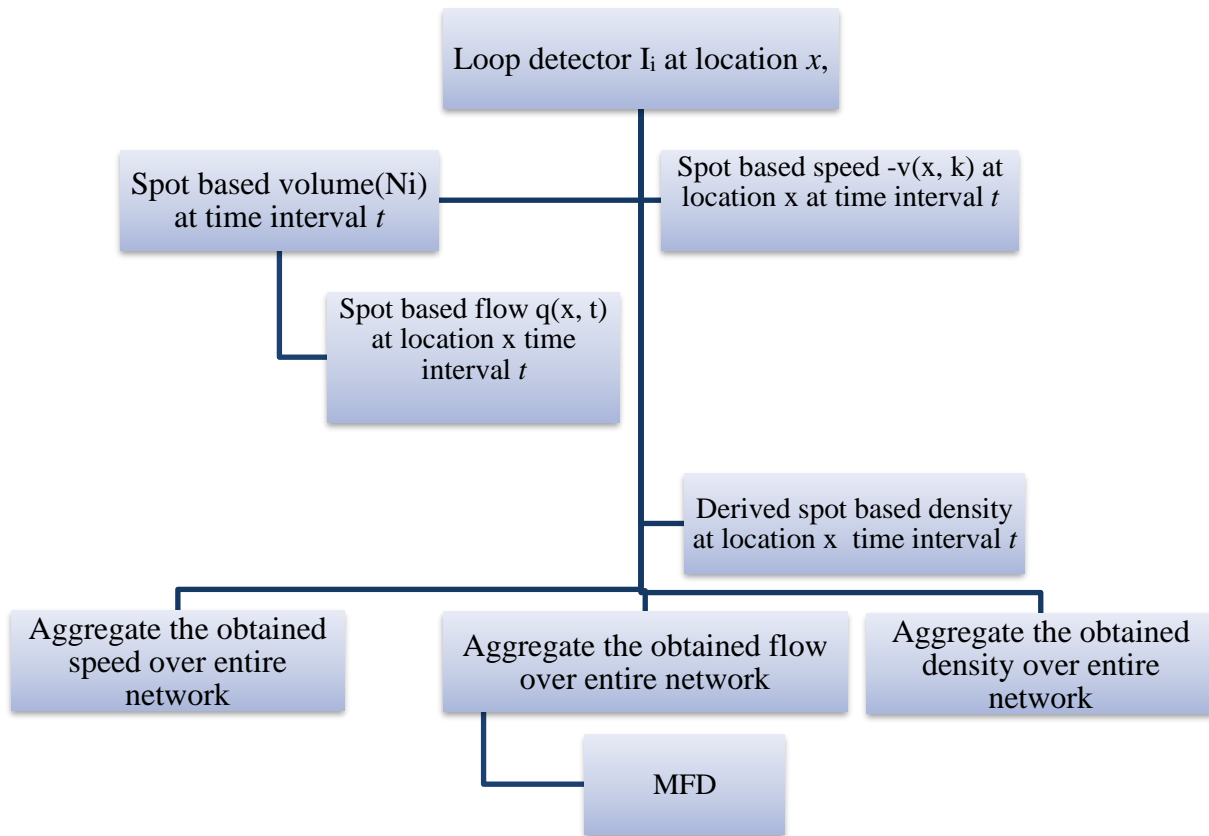 Loop detector Iᵢ at location x,
Spot based volume(Ni)
at time interval t
Spot based speed -v(x, k) at
location x at time interval t
Spot based flow q(x, t)
at location x time
interval t
Derived spot based density
at location x time interval t
Aggregate the obtained
speed over entire
network
Aggregate the obtained flow
over entire network
Aggregate the obtained
density over entire
network
MFD